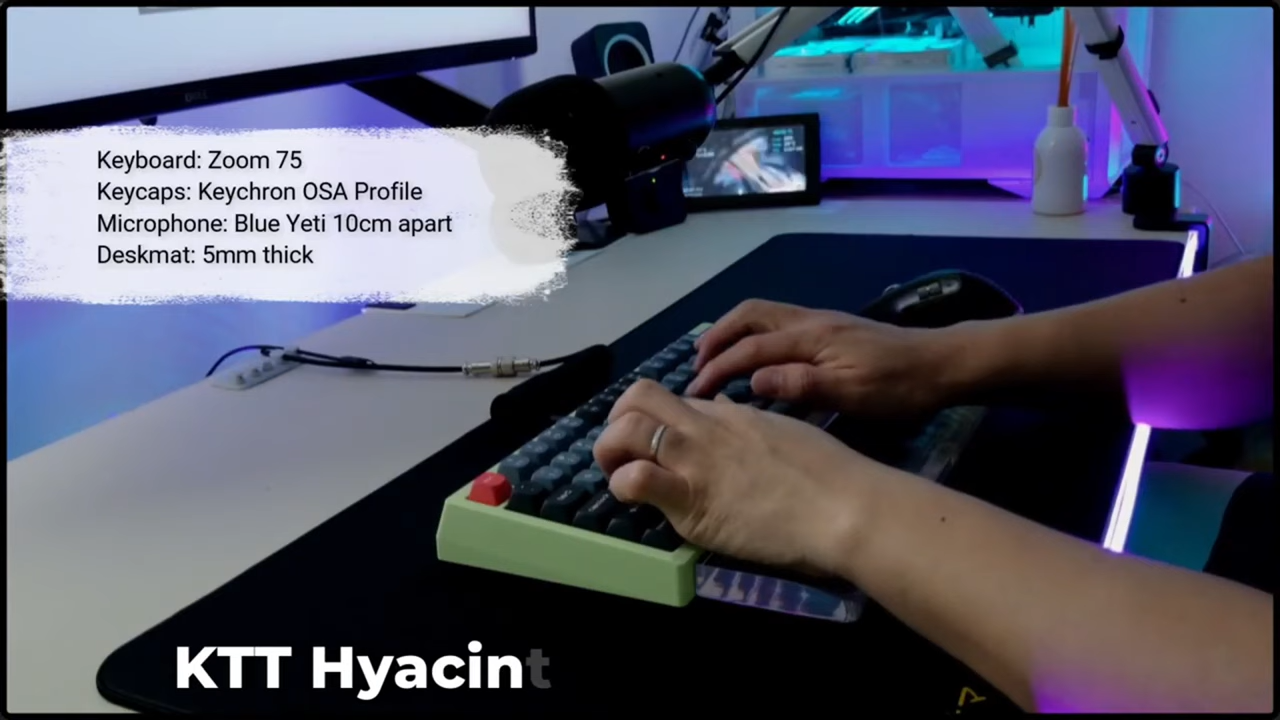 Keyboard: Zoom 75
Keycaps: Keychron OSA Profile
Microphone: Blue Yeti 10cm apart
Deskmat: 5mm thick
KTT Hyacint